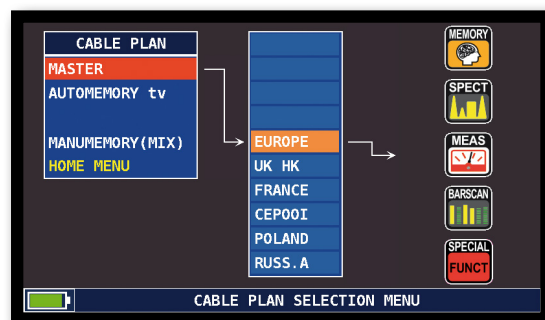 CABLE PLAN
MASTER
AUTOMEMORY tv
MANUMEMORY(MIX)
HOME MENU
EUROPE
UK HK
FRANCE
CEPOOI
POLAND
RUSS.A
MEMORY
SPECT
MEAS
BARSCAN
SPECIAL
FUNCT
CABLE PLAN SELECTION MENU